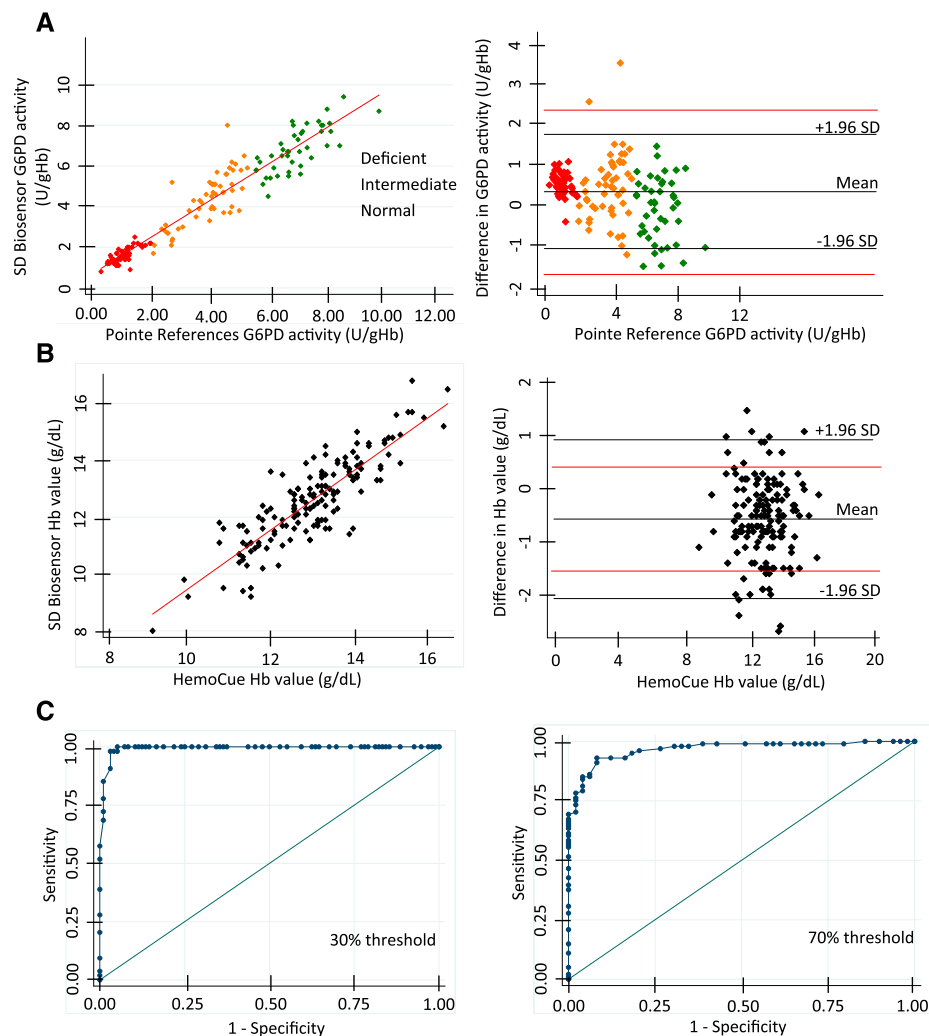 A
SD Biosensor G6PD activity
(U/gHb)
10
8
6
4
2
0
Deficient
Intermediate
Normal
0.00 2.00 4.00 6.00 8.00 10.00 12.00
Pointe References G6PD activity (U/gHb)
Difference in G6PD activity (U/gHb)
4
3
2
1
0
-1
-2
+1.96 SD
Mean
-1.96 SD
0 4 8 12
Pointe Reference G6PD activity (U/gHb)
B
SD Biosensor Hb value (g/dL)
16
14
12
10
8
8 10 12 14 16
HemoCue Hb value (g/dL)
Difference in Hb value (g/dL)
2
1
0
-1
-2
+1.96 SD
Mean
-1.96 SD
0 4 8 12 16 20
HemoCue Hb value (g/dL)
C
Sensitivity
1.00
0.75
0.50
0.25
0.00
30% threshold
0.00 0.25 0.50 0.75 1.00
1 - Specificity
Sensitivity
1.00
0.75
0.50
0.25
0.00
70% threshold
0.00 0.25 0.50 0.75 1.00
1 - Specificity